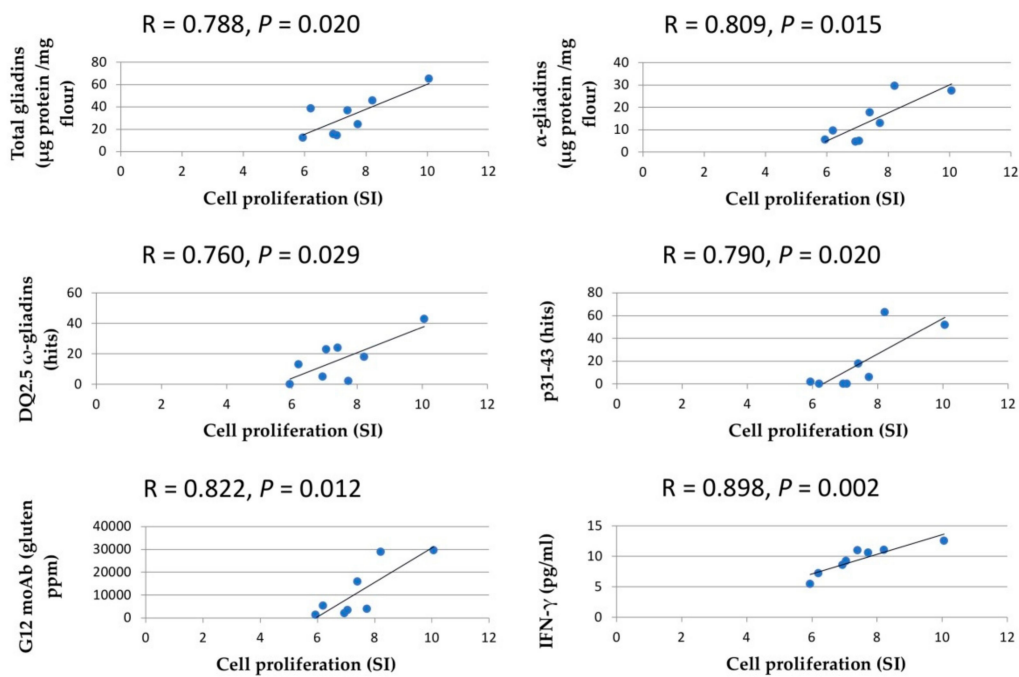 R = 0.788, P = 0.020
Total gliadins
(µg protein /mg
flour)
80
60
40
20
0
0 2 4 6 8 10 12
Cell proliferation (SI)
R = 0.809, P = 0.015
α-gliadins
(µg protein /mg
flour)
40
30
20
10
0
0 2 4 6 8 10 12
Cell proliferation (SI)
R = 0.760, P = 0.029
DQ2.5 ω-gliadins
(hits)
60
40
20
0
0 2 4 6 8 10 12
Cell proliferation (SI)
R = 0.790, P = 0.020
p31-43 (hits)
80
60
40
20
0
0 2 4 6 8 10 12
Cell proliferation (SI)
R = 0.822, P = 0.012
G12 moAb (gluten
ppm)
40000
30000
20000
10000
0
0 2 4 6 8 10 12
Cell proliferation (SI)
R = 0.898, P = 0.002
IFN-γ (pg/ml)
15
10
5
0
0 2 4 6 8 10 12
Cell proliferation (SI)